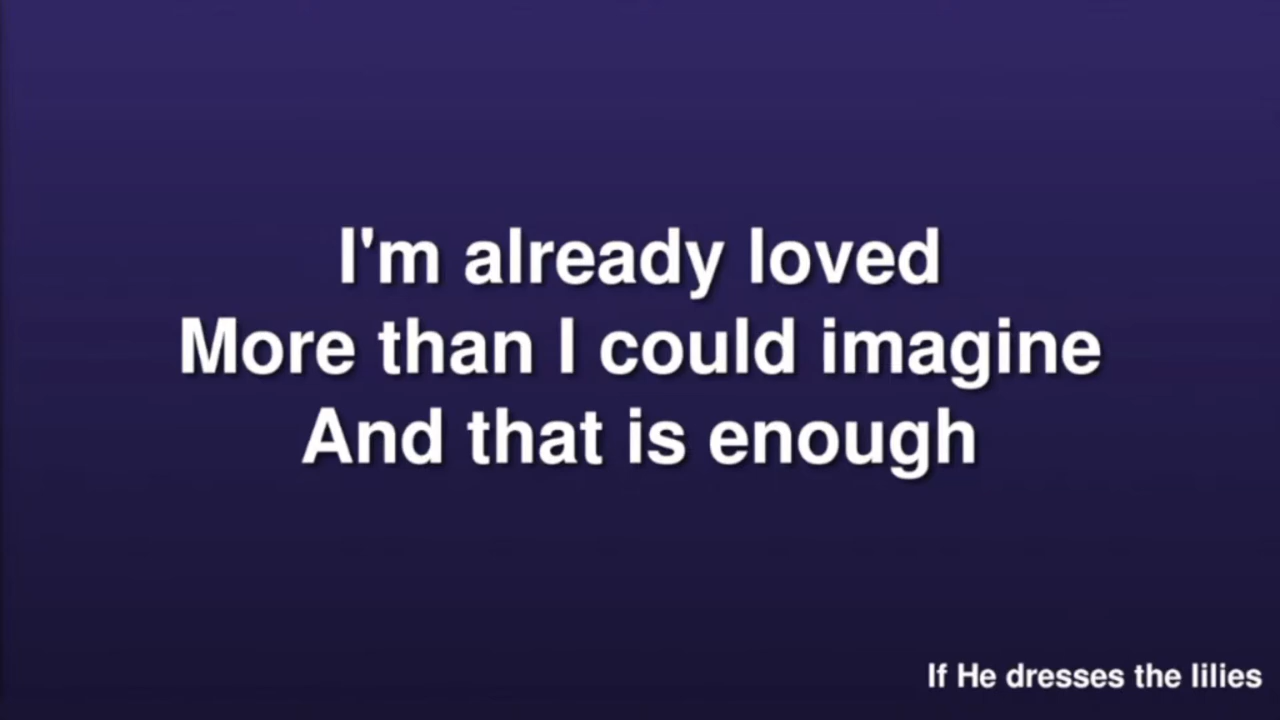 I'm already loved
More than I could imagine
And that is enough
If He dresses the lilies